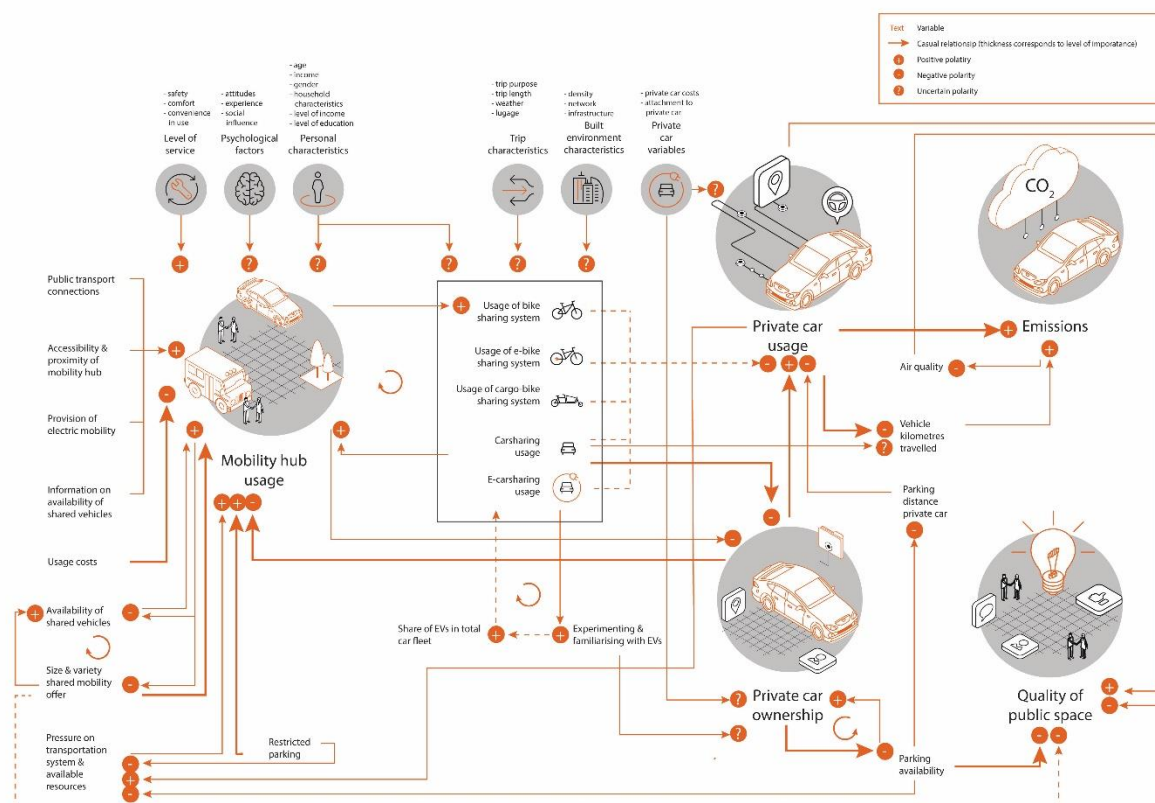 Text Variable
Casual relationsip (thickness corresponds to level of imporatance)
+ Positive polatiry
- Negative polarity
? Uncertain polarity
- safety
- comfort
- convenience
in use
Level of
service
- attitudes
- experience
- social
influence
Psychological
factors
- age
- income
- gender
- household
characteristics
- level of income
- level of education
Personal
characteristics
- trip purpose
- trip length
- weather
- lugage
Trip
characteristics
- density
- network
- infrastructure
Built
environment
characteristics
- private car costs
- attachment to
private car
Private
car
variables
CO2
Public transport
connections
Accessibility &
proximity of
mobility hub
Provision of
electric mobility
Information on
availability of
shared vehicles
Usage costs
Availability of
shared vehicles
Size & variety
shared mobility
offer
Pressure on
transportation
system &
available
resources
Mobility hub
usage
Restricted
parking
Usage of bike
sharing system
Usage of e-bike
sharing system
Usage of cargo-bike
sharing system
Carsharing
usage
E-carsharing
usage
Share of EVs in total
car fleet
Experimenting &
familiarising with EVs
Private car
usage
Emissions
Air quality
Vehicle
kilometres
travelled
Parking
distance
private car
Private car
ownership
Parking
availability
Quality of
public space